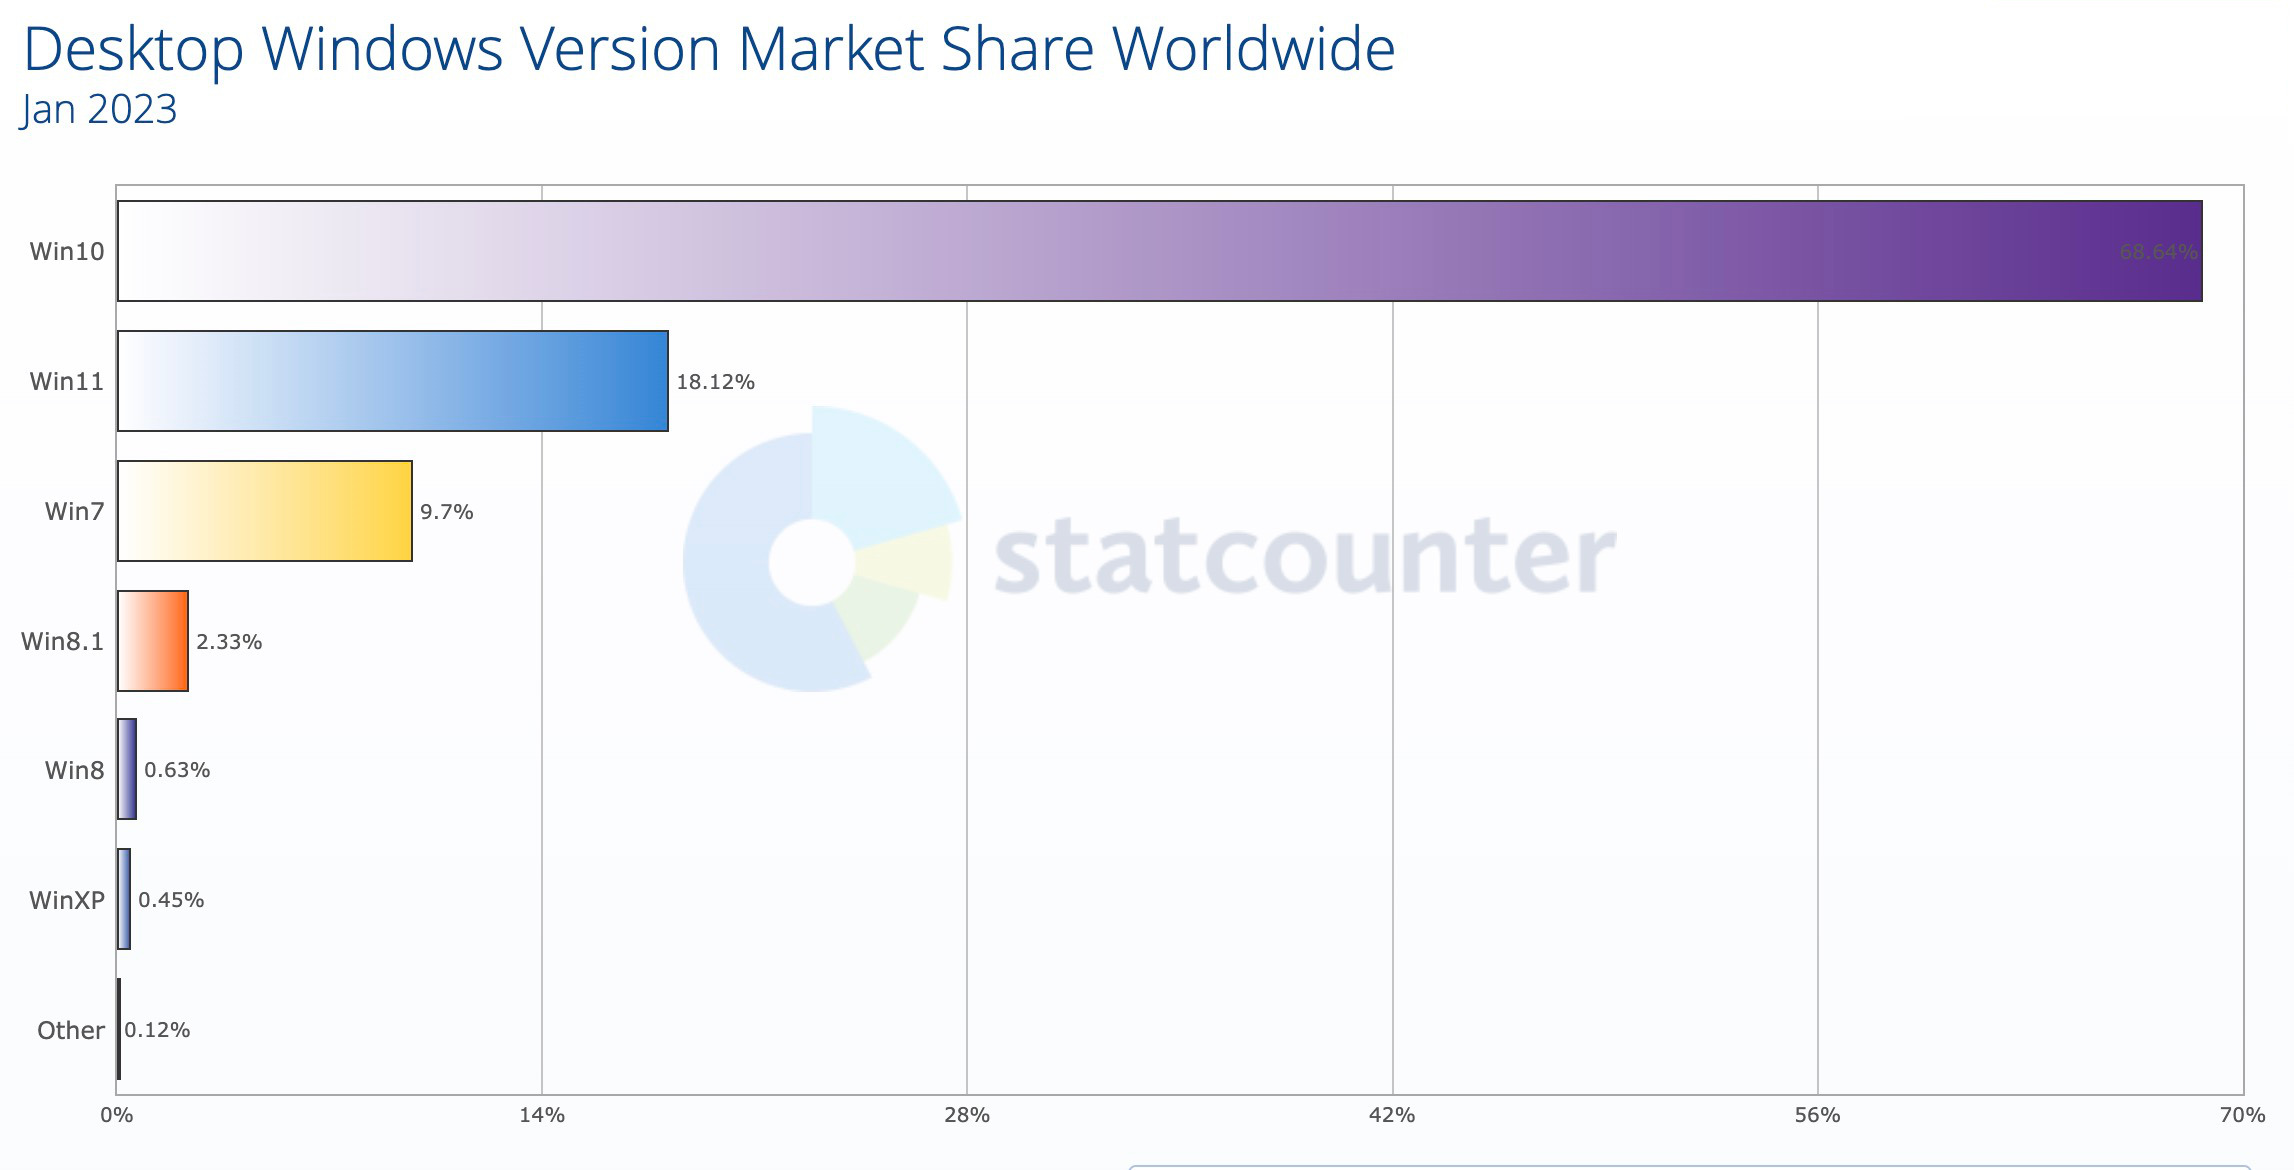 Desktop Windows Version Market Share Worldwide
Jan 2023
Win10 68.64%
Win11 18.12%
Win7 9.7%
statcounter
Win8.1 2.33%
Win8 0.63%
WinXP 0.45%
Other 0.12%
0% 14% 28% 42% 56% 70%